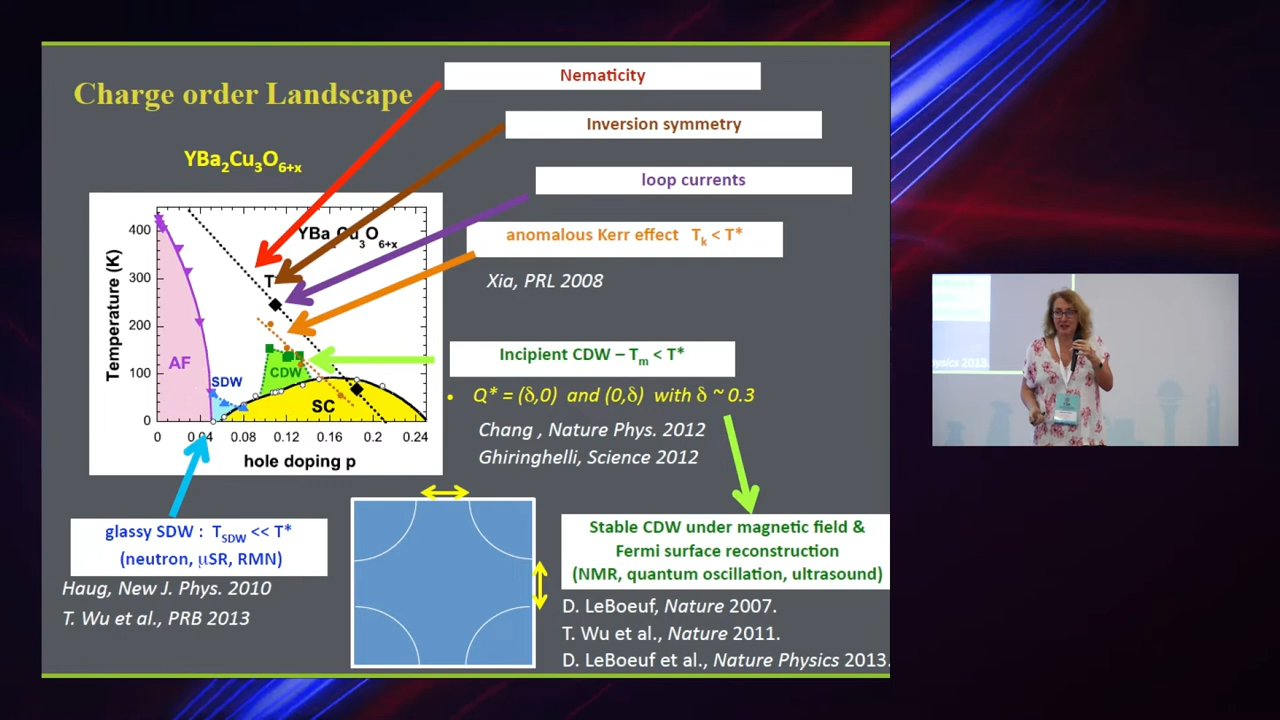 Charge order Landscape
Nematicity
Inversion symmetry
YBa2Cu3O6+x
loop currents
anomalous Kerr effect Tk < T*
Xia, PRL 2008
Temperature (K)
400
300
200
100
0
YBa2Cu3O6+x
T
AF
SDW
CDW
SC
0
0.04
0.08
0.12
0.16
0.2
0.24
hole doping p
Incipient CDW – Tm < T*
• Q* = (δ,0) and (0,δ) with δ ~ 0.3
Chang , Nature Phys. 2012
Ghiringhelli, Science 2012
glassy SDW : TSDW << T*
(neutron, μSR, RMN)
Haug, New J. Phys. 2010
T. Wu et al., PRB 2013
Stable CDW under magnetic field &
Fermi surface reconstruction
(NMR, quantum oscillation, ultrasound)
D. LeBoeuf, Nature 2007.
T. Wu et al., Nature 2011.
D. LeBoeuf et al., Nature Physics 2013.
ysics 2013.